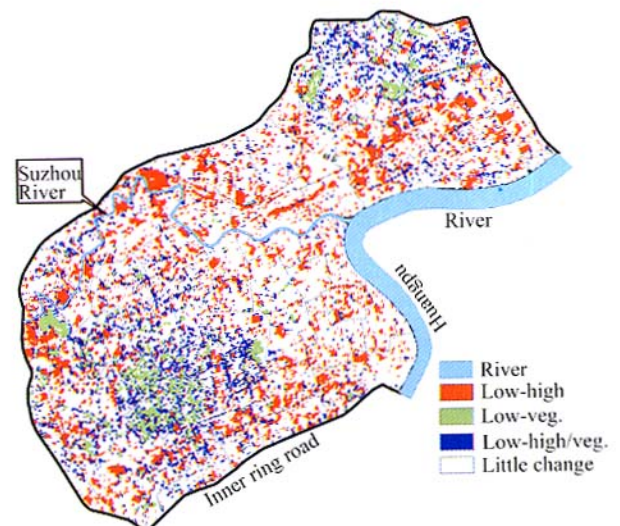 Suzhou
River
River
Huangpu
Inner ring road
River
Low-high
Low-veg.
Low-high/veg.
Little change